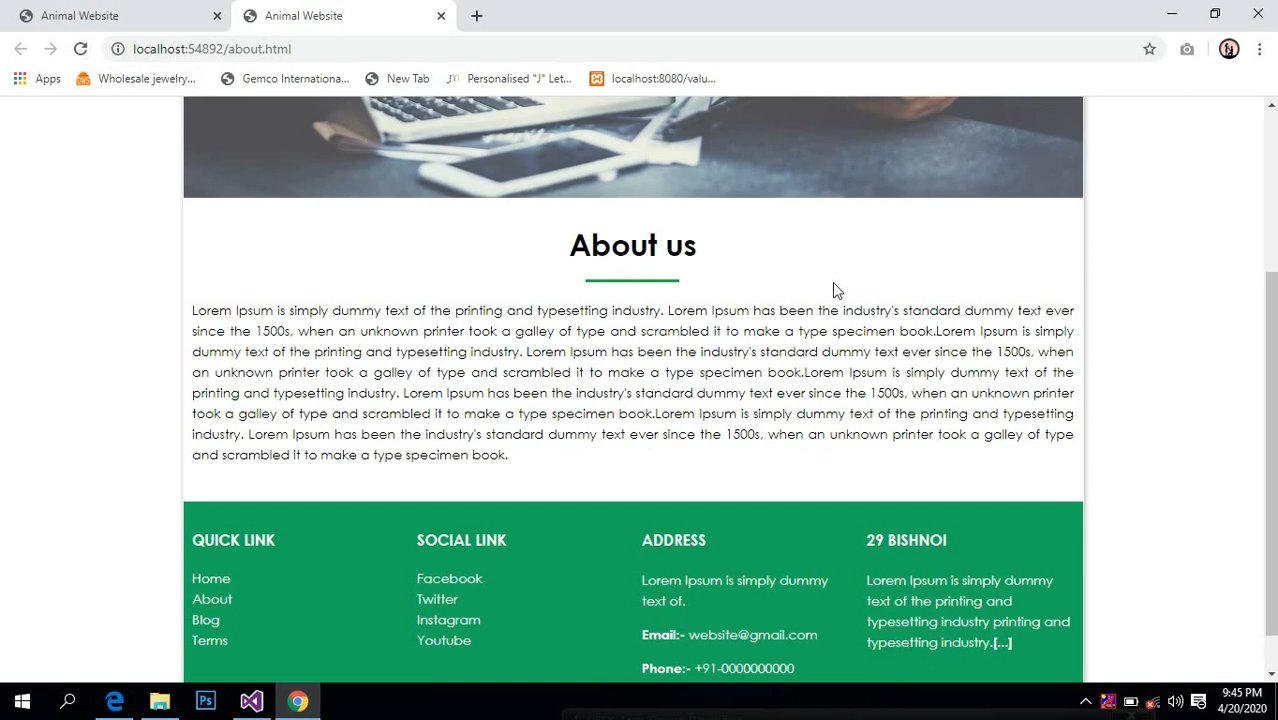 Animal Website
Animal Website
localhost:54892/about.html
Apps
Wholesale jewelry...
Gemco Internationa...
New Tab
Personalised "J" Let...
localhost:8080/valu...
About us
Lorem Ipsum is simply dummy text of the printing and typesetting industry. Lorem Ipsum has been the industry's standard dummy text ever
since the 1500s, when an unknown printer took a galley of type and scrambled it to make a type specimen book.Lorem Ipsum is simply
dummy text of the printing and typesetting industry. Lorem Ipsum has been the industry's standard dummy text ever since the 1500s, when
an unknown printer took a galley of type and scrambled it to make a type specimen book.Lorem Ipsum is simply dummy text of the
printing and typesetting industry. Lorem Ipsum has been the industry's standard dummy text ever since the 1500s, when an unknown printer
took a galley of type and scrambled it to make a type specimen book.Lorem Ipsum is simply dummy text of the printing and typesetting
industry. Lorem Ipsum has been the industry's standard dummy text ever since the 1500s, when an unknown printer took a galley of type
and scrambled it to make a type specimen book.
QUICK LINK
Home
About
Blog
Terms
SOCIAL LINK
Facebook
Twitter
Instagram
Youtube
ADDRESS
Lorem Ipsum is simply dummy
text of.
Email:- website@gmail.com
Phone:- +91-0000000000
29 BISHNOI
Lorem Ipsum is simply dummy
text of the printing and
typesetting industry printing and
typesetting industry.[...]
Ps
9:45 PM
4/20/2020